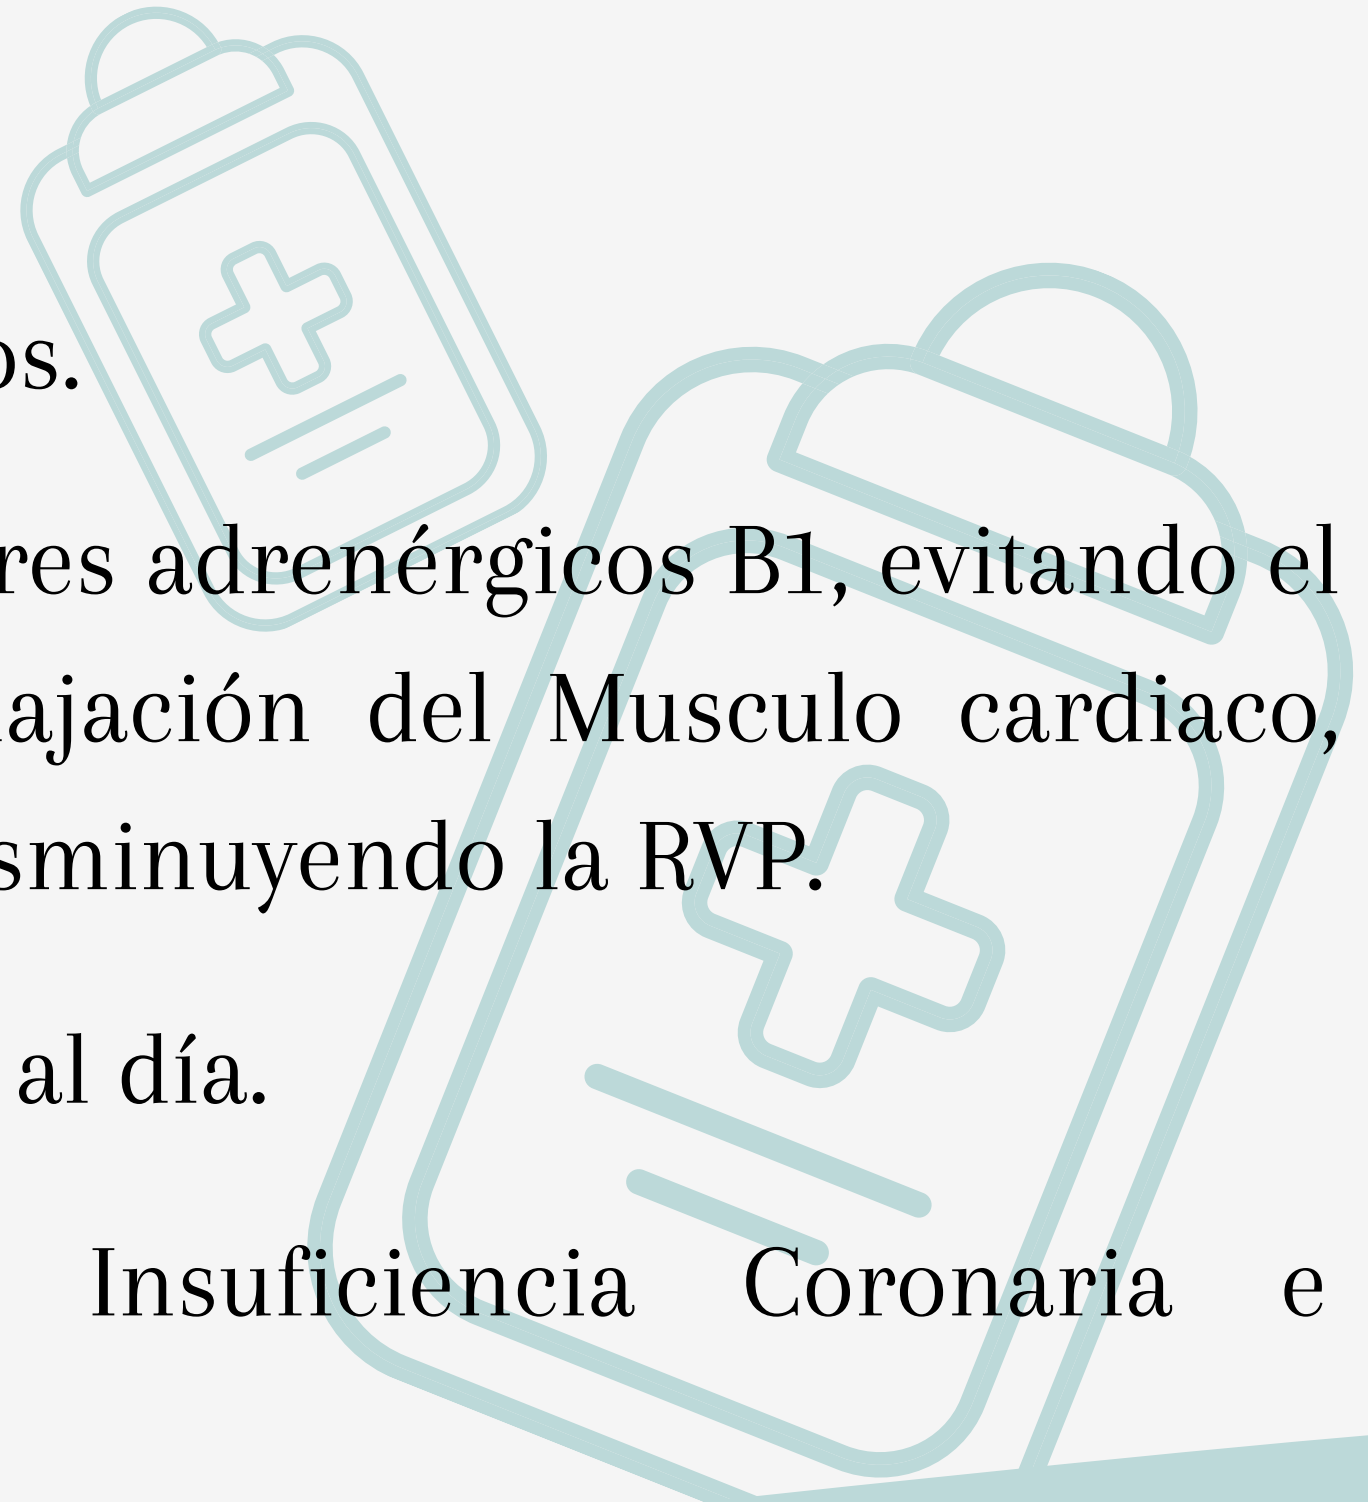 os.
res adrenérgicos B1, evitando el
ajación del Musculo cardiaco,
sminuyendo la RVP.
al día.
Insuficiencia Coronaria e